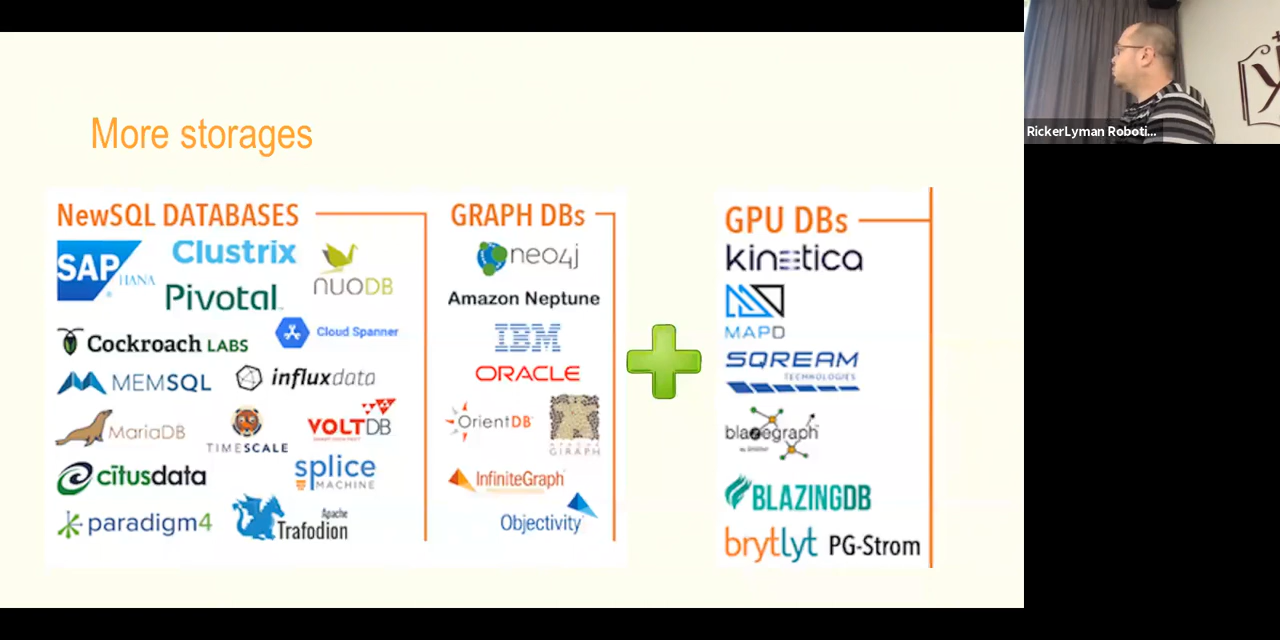 More storages
NewSQL DATABASES
SAP HANA
Clustrix
NUODB
Pivotal
Cockroach LABS
Cloud Spanner
MEMSQL
influxdata
MariaDB
TIMESCALE
VOLTDB
citusdata
splice
MACHINE
paradigm4
Apache
Trafodion
GRAPH DBs
neo4j
Amazon Neptune
IBM
ORACLE
OrientDB
APACHE
GIRAPH
InfiniteGraph
Objectivity
GPU DBs
kinetica
MAPD
SQREAM
TECHNOLOGIES
blazegraph
BLAZINGDB
brytlyt PG-Strom
RickerLyman Roboti...